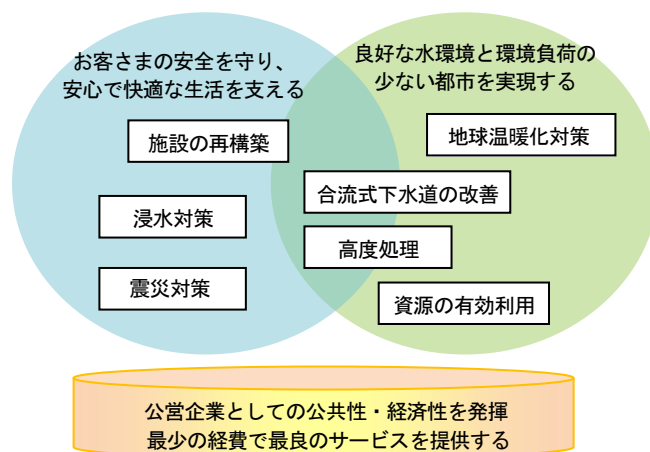 お客さまの安全を守り、
安心で快適な生活を支える
良好な水環境と環境負荷の
少ない都市を実現する
施設の再構築
地球温暖化対策
合流式下水道の改善
浸水対策
高度処理
震災対策
資源の有効利用
公営企業としての公共性・経済性を発揮
最少の経費で最良のサービスを提供する